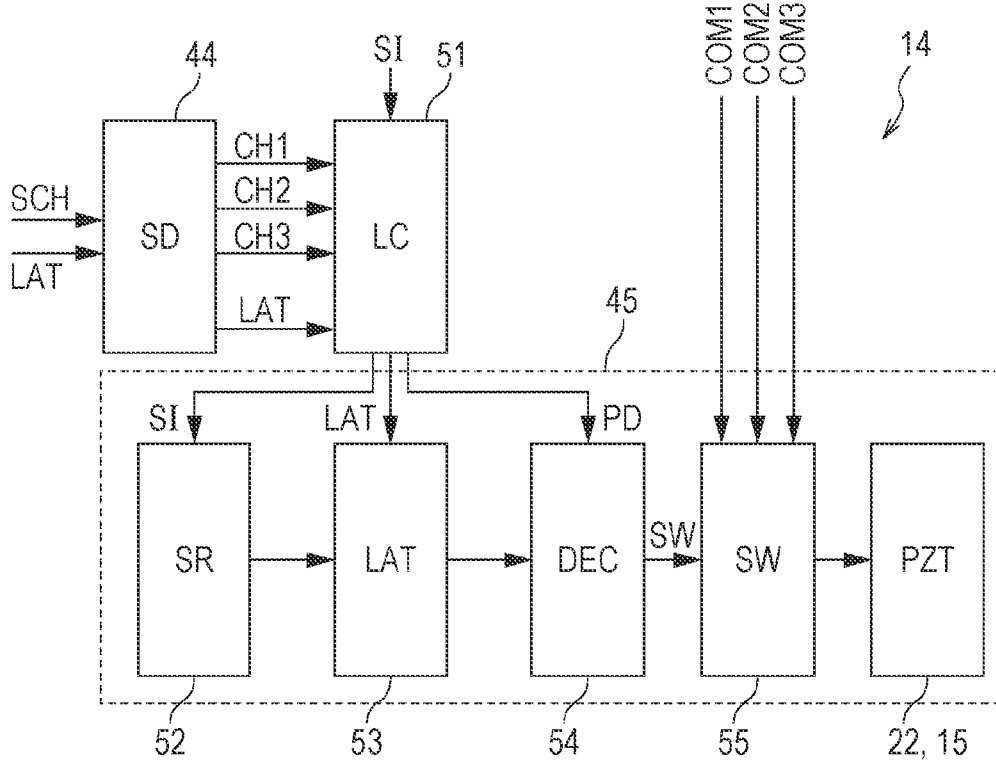 COM1
COM2
COM3
44
SI
51
14
SCH
LAT
SD
CH1
CH2
CH3
LAT
LC
45
SI
LAT
PD
SR
LAT
DEC
SW
SW
PZT
52
53
54
55
22, 15